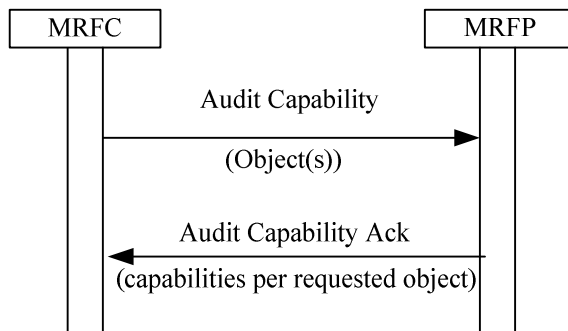 MRFC
MRFP
Audit Capability
(Object(s))
Audit Capability Ack
(capabilities per requested object)